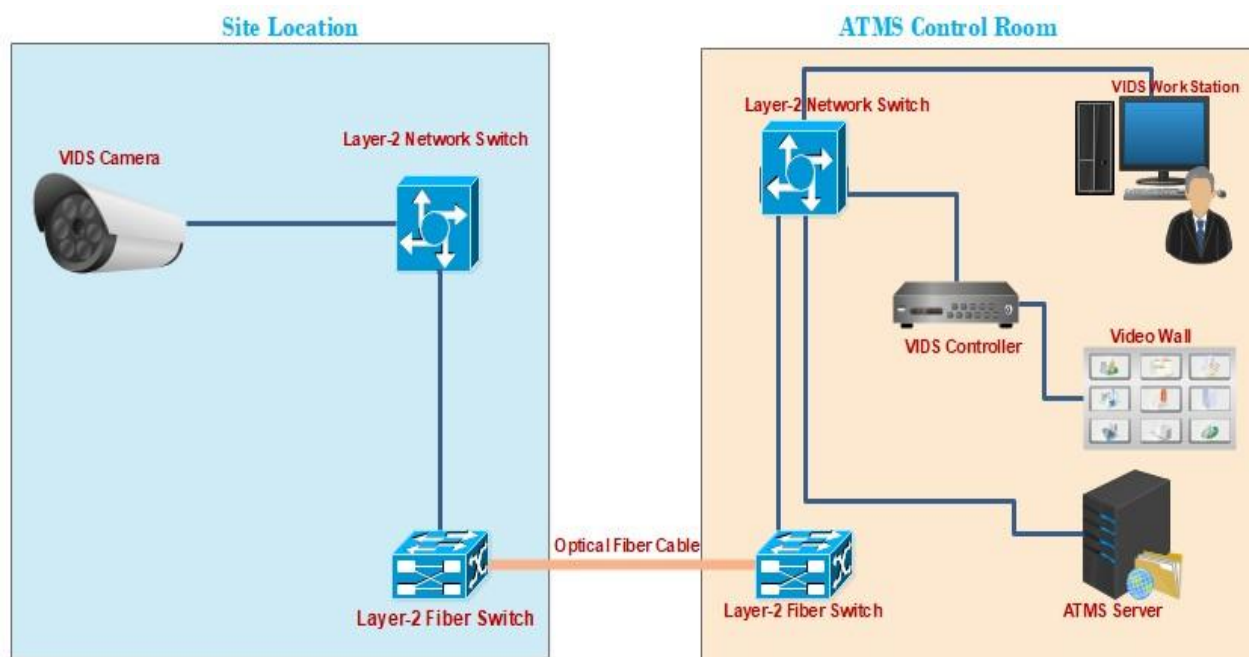 Site Location
ATMS Control Room
VIDS Camera
Layer-2 Network Switch
Layer-2 Fiber Switch
Optical Fiber Cable
Layer-2 Network Switch
VIDS Work Station
VIDS Controller
Video Wall
Layer-2 Fiber Switch
ATMS Server